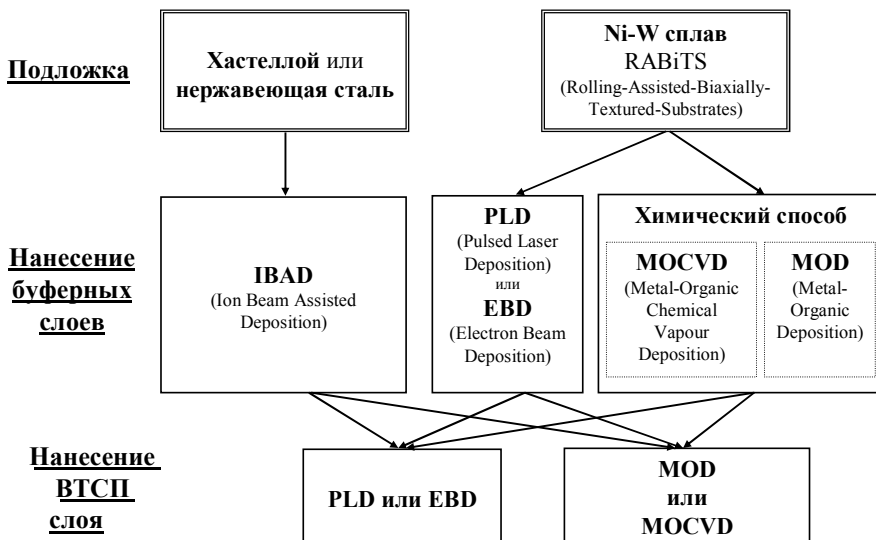 Подложка
Хастеллой или
нержавеющая сталь
Ni-W сплав
RABiTS
(Rolling-Assisted-Biaxially-
Textured-Substrates)
Нанесение
буферных
слоев
IBAD
(Ion Beam Assisted
Deposition)
PLD
(Pulsed Laser
Deposition)
или
EBD
(Electron Beam
Deposition)
Химический способ
MOCVD
(Metal-Organic
Chemical
Vapour
Deposition)
MOD
(Metal-
Organic
Deposition)
Нанесение
ВТСП
слоя
PLD или EBD
MOD
или
MOCVD